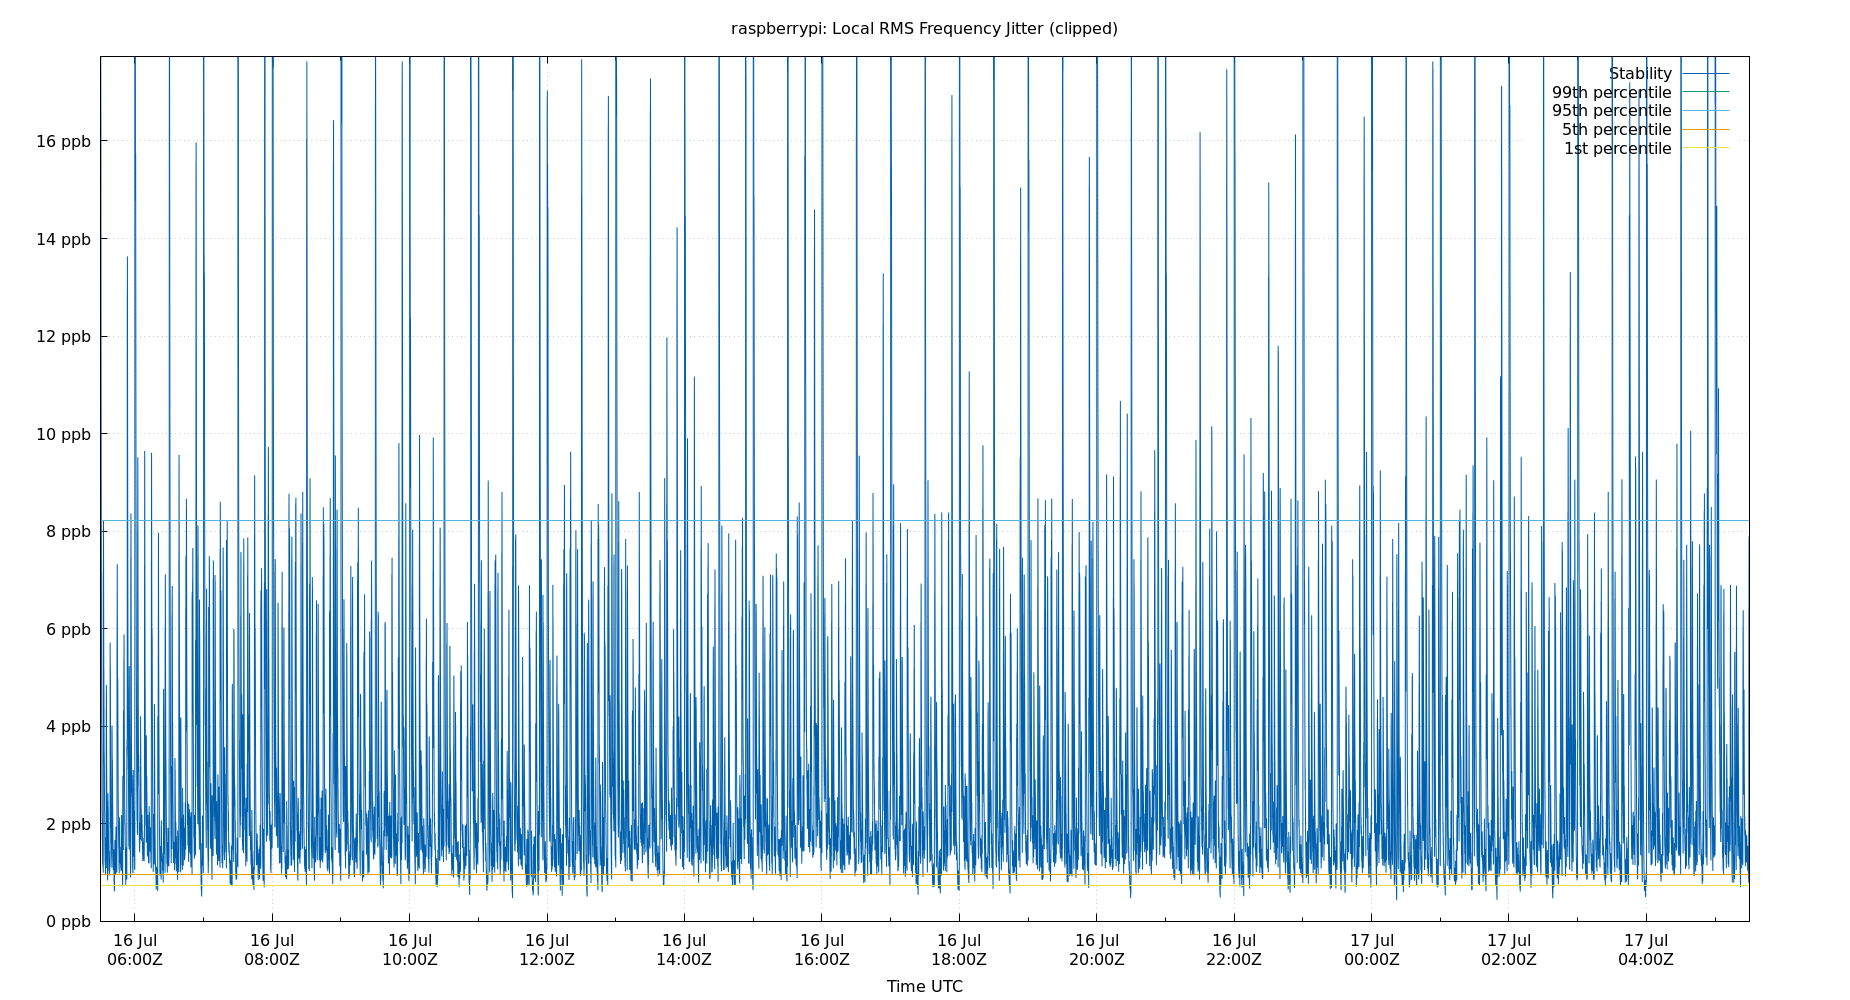 raspberrypi: Local RMS Frequency Jitter (clipped)
Stability
99th percentile
95th percentile
5th percentile
1st percentile
16 ppb
14 ppb
12 ppb
10 ppb
8 ppb
6 ppb
4 ppb
2 ppb
0 ppb
16 Jul 16 Jul 16 Jul 16 Jul 16 Jul 16 Jul 16 Jul 16 Jul 16 Jul 17 Jul 17 Jul 17 Jul
06:00Z 08:00Z 10:00Z 12:00Z 14:00Z 16:00Z 18:00Z 20:00Z 22:00Z 00:00Z 02:00Z 04:00Z
Time UTC